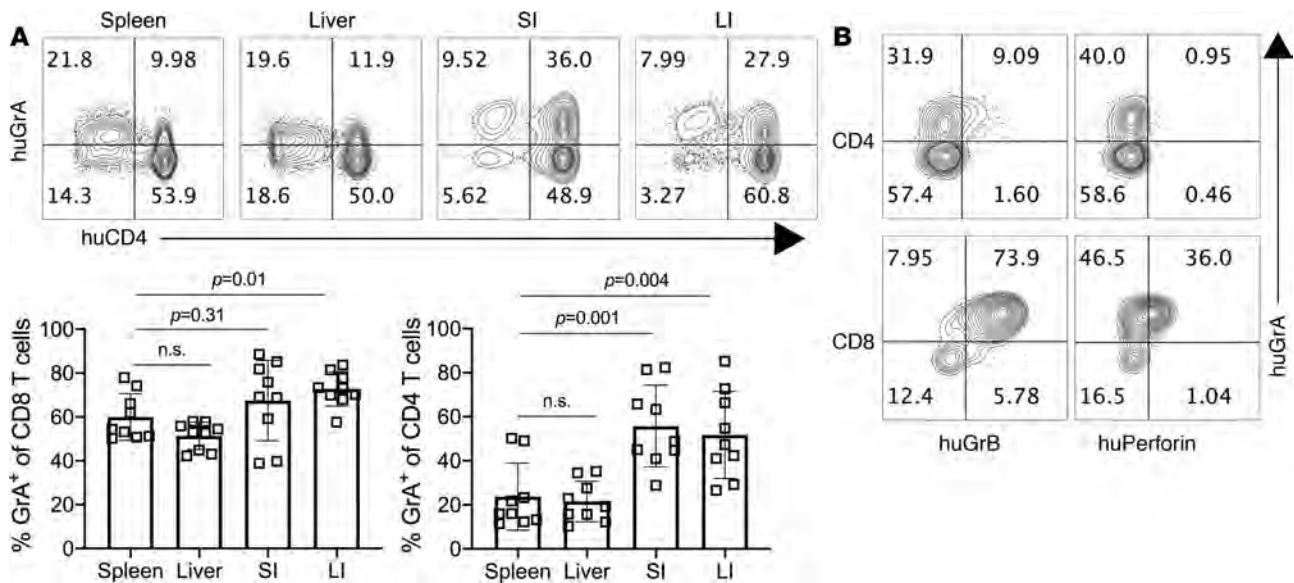 A
Spleen Liver SI LI
21.8 9.98 19.6 11.9 9.52 36.0 7.99 27.9
huGrA
14.3 53.9 18.6 50.0 5.62 48.9 3.27 60.8
huCD4
p=0.01
p=0.31
n.s.
% GrA+ of CD8 T cells
100
80
60
40
20
0
Spleen Liver SI LI
p=0.004
p=0.001
n.s.
% GrA+ of CD4 T cells
100
80
60
40
20
0
Spleen Liver SI LI
B
31.9 9.09 40.0 0.95
CD4
57.4 1.60 58.6 0.46
7.95 73.9 46.5 36.0
CD8
12.4 5.78 16.5 1.04
huGrB huPerforin
huGrA